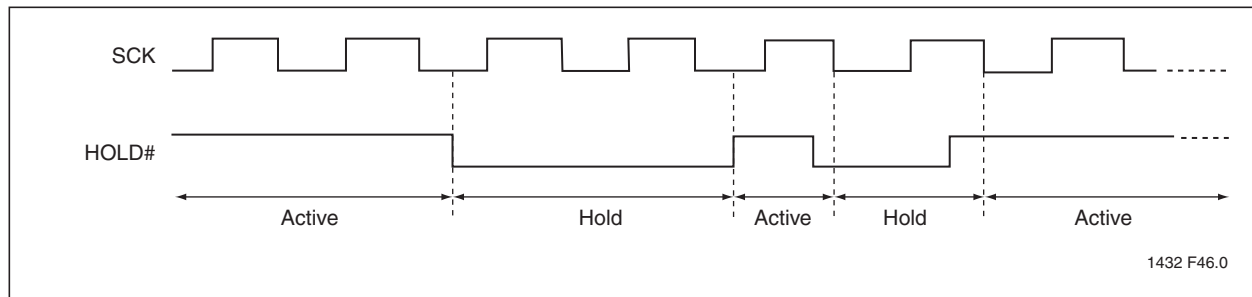 SCK
HOLD#
Active Hold Active Hold Active
1432 F46.0